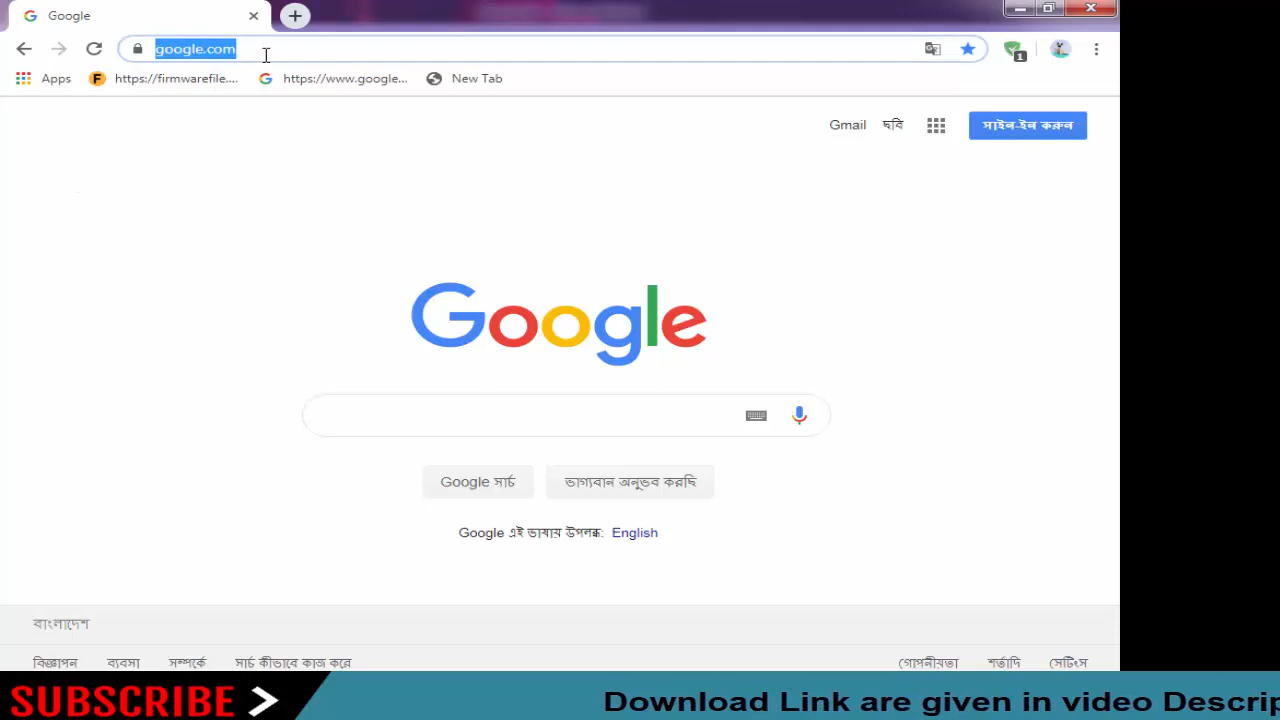 Google
google.com
Apps https://firmwarefile.... https://www.google... New Tab
1
Gmail ছবি সাইন-ইন করুন
Google
Google সার্চ ভাগ্যবান অনুভব করছি
Google এই ভাষায় উপলব্ধ: English
বাংলাদেশ
বিজ্ঞাপন ব্যবসা সম্পর্কে সার্চ কীভাবে কাজ করে গোপনীয়তা শর্তাদি সেটিংস
SUBSCRIBE Download Link are given in video Descrip